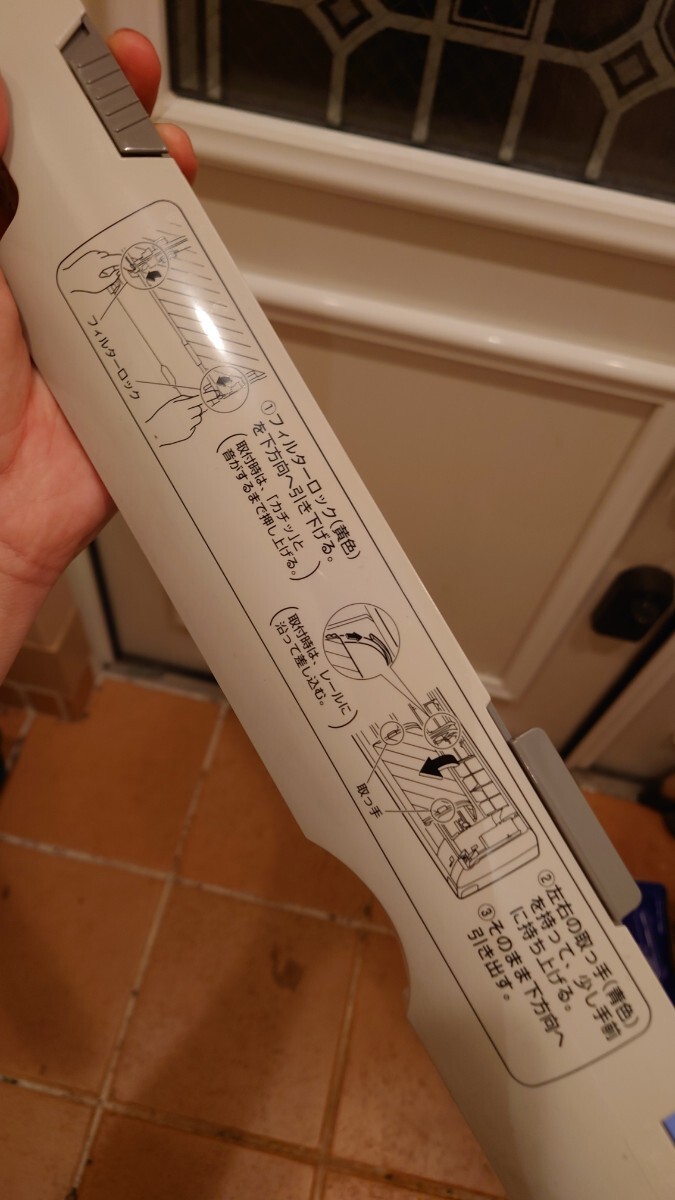 フィルターロック
①フィルターロック(黄色)
を下方向へ引き下げる。
(取付時は、「カチッ」と
音がするまで押し上げる。)
(取付時は、レールに
沿って差し込む。)
取っ手
②左右の取っ手(青色)
を持って、少し手前
に持ち上げる。
③そのまま下方向へ
引き出す。